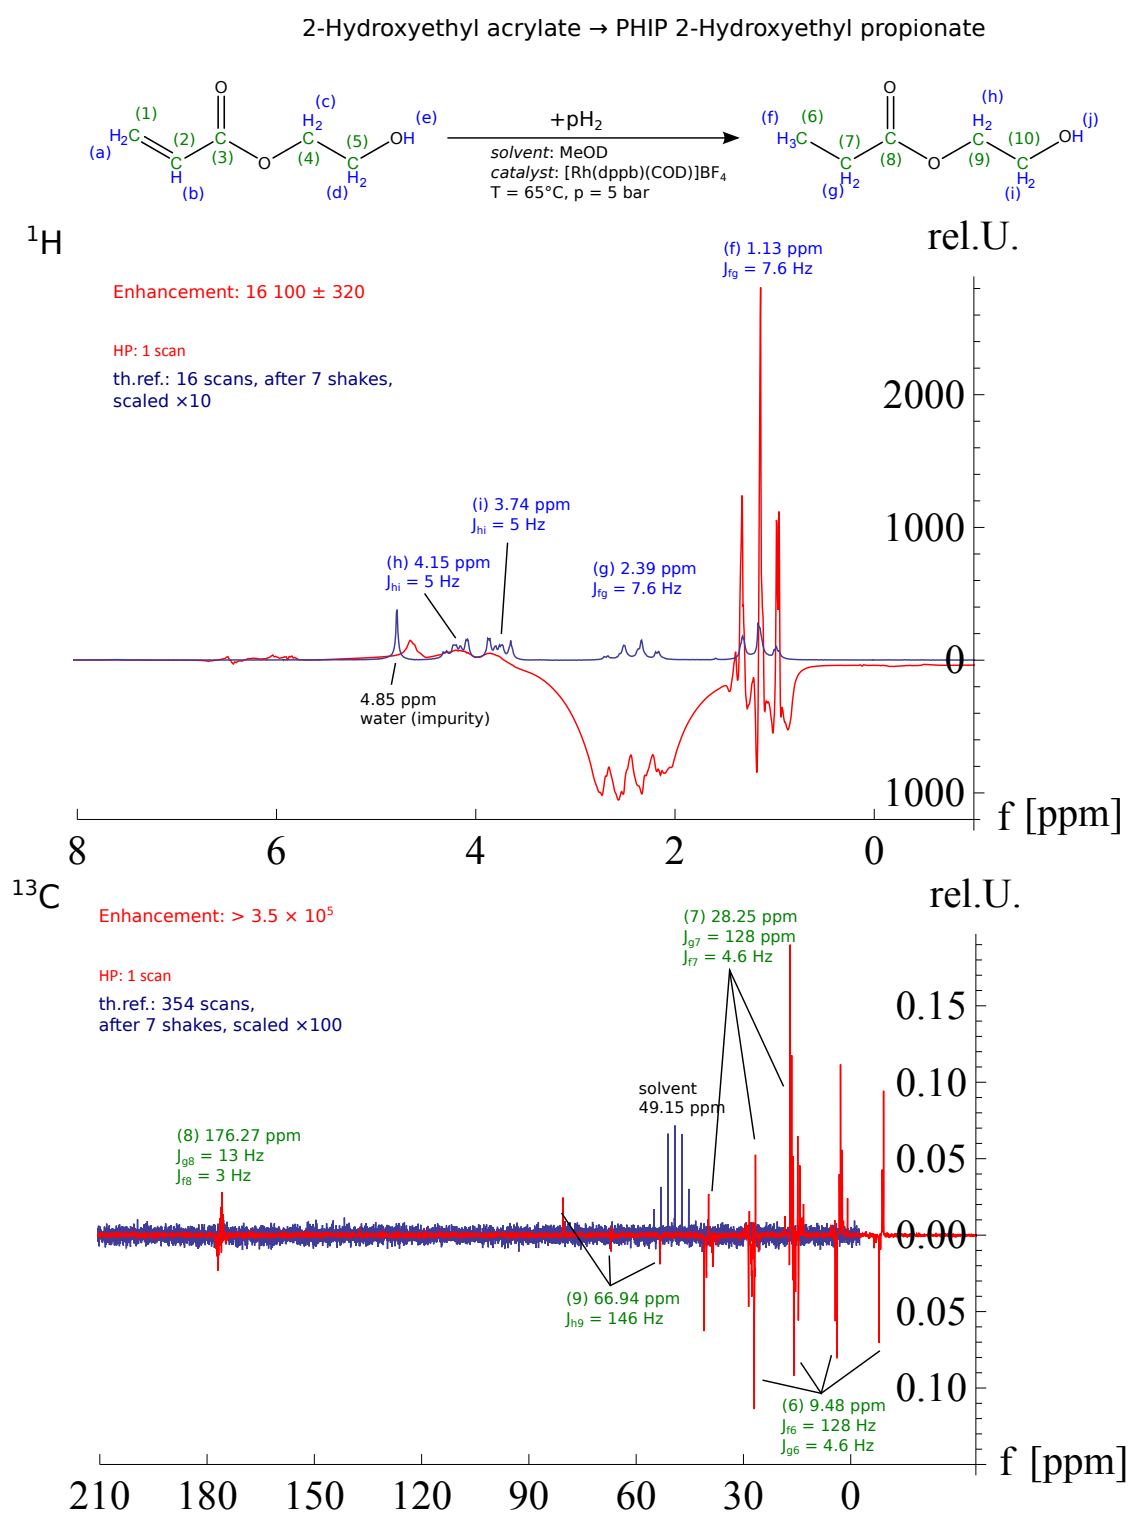 2-Hydroxyethyl acrylate → PHIP 2-Hydroxyethyl propionate
O
(1)
(c)
H2
(e)
H2C
(2)
C
(5)
OH
(a)
C
(3)
(4)
C
H
O
H2
(b)
(d)
+pH2
solvent: MeOD
catalyst: [Rh(dppb)(COD)]BF4
T = 65°C, p = 5 bar
O
(h)
(f)
(6)
H2
(j)
H3C
(7)
C
(10)
OH
C
(8)
(9)
C
H2
O
H2
(g)
(i)
1H
rel.U.
(f) 1.13 ppm
Jfg = 7.6 Hz
Enhancement: 16 100 ± 320
HP: 1 scan
th.ref.: 16 scans, after 7 shakes,
scaled ×10
2000
(i) 3.74 ppm
Jhi = 5 Hz
1000
(h) 4.15 ppm
Jhi = 5 Hz
(g) 2.39 ppm
Jfg = 7.6 Hz
0
4.85 ppm
water (impurity)
1000
f [ppm]
8 6 4 2 0
13C
rel.U.
Enhancement: > 3.5 × 10^5
(7) 28.25 ppm
Jg7 = 128 ppm
Jf7 = 4.6 Hz
HP: 1 scan
th.ref.: 354 scans,
after 7 shakes, scaled ×100
0.15
solvent
49.15 ppm
0.10
(8) 176.27 ppm
Jg8 = 13 Hz
Jf8 = 3 Hz
0.05
0.00
(9) 66.94 ppm
Jh9 = 146 Hz
0.05
0.10
(6) 9.48 ppm
Jf6 = 128 Hz
Jg6 = 4.6 Hz
f [ppm]
210 180 150 120 90 60 30 0